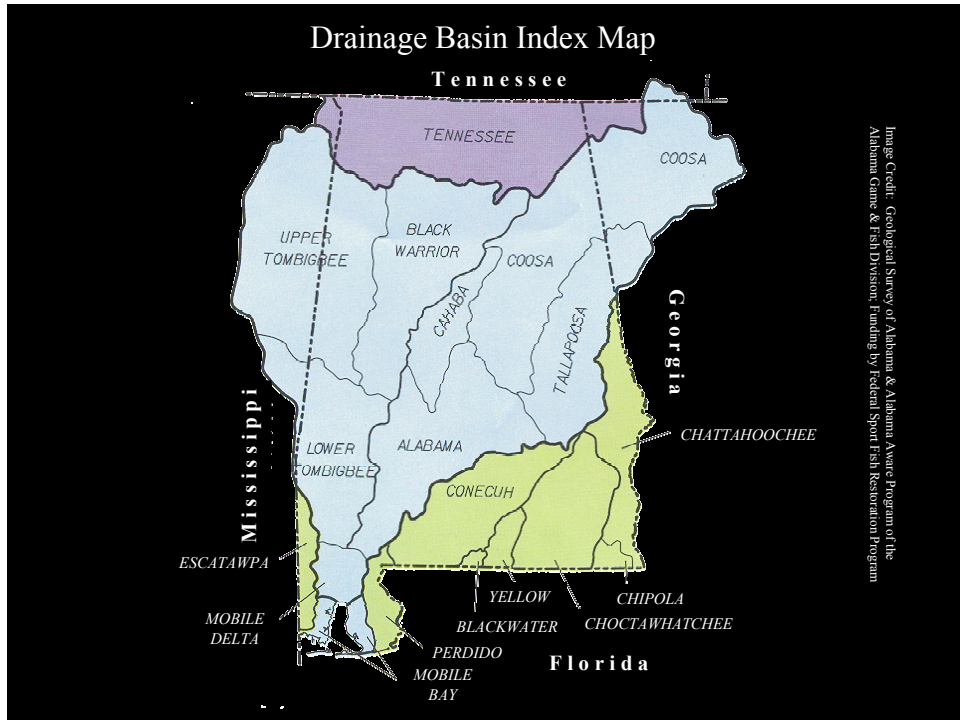 Drainage Basin Index Map
Tennessee
TENNESSEE
COOSA
UPPER
TOMBIGBEE
BLACK
WARRIOR
COOSA
CAHABA
TALLAPOOSA
Georgia
Mississippi
LOWER
TOMBIGBEE
ALABAMA
CONECUH
CHATTAHOOCHEE
ESCATAWPA
MOBILE
DELTA
YELLOW
CHIPOLA
BLACKWATER
CHOCTAWHATCHEE
PERDIDO
MOBILE
BAY
Florida
Image Credit: Geological Survey of Alabama & Alabama Aware Program of the
Alabama Game & Fish Division; Funding by Federal Sport Fish Restoration Program